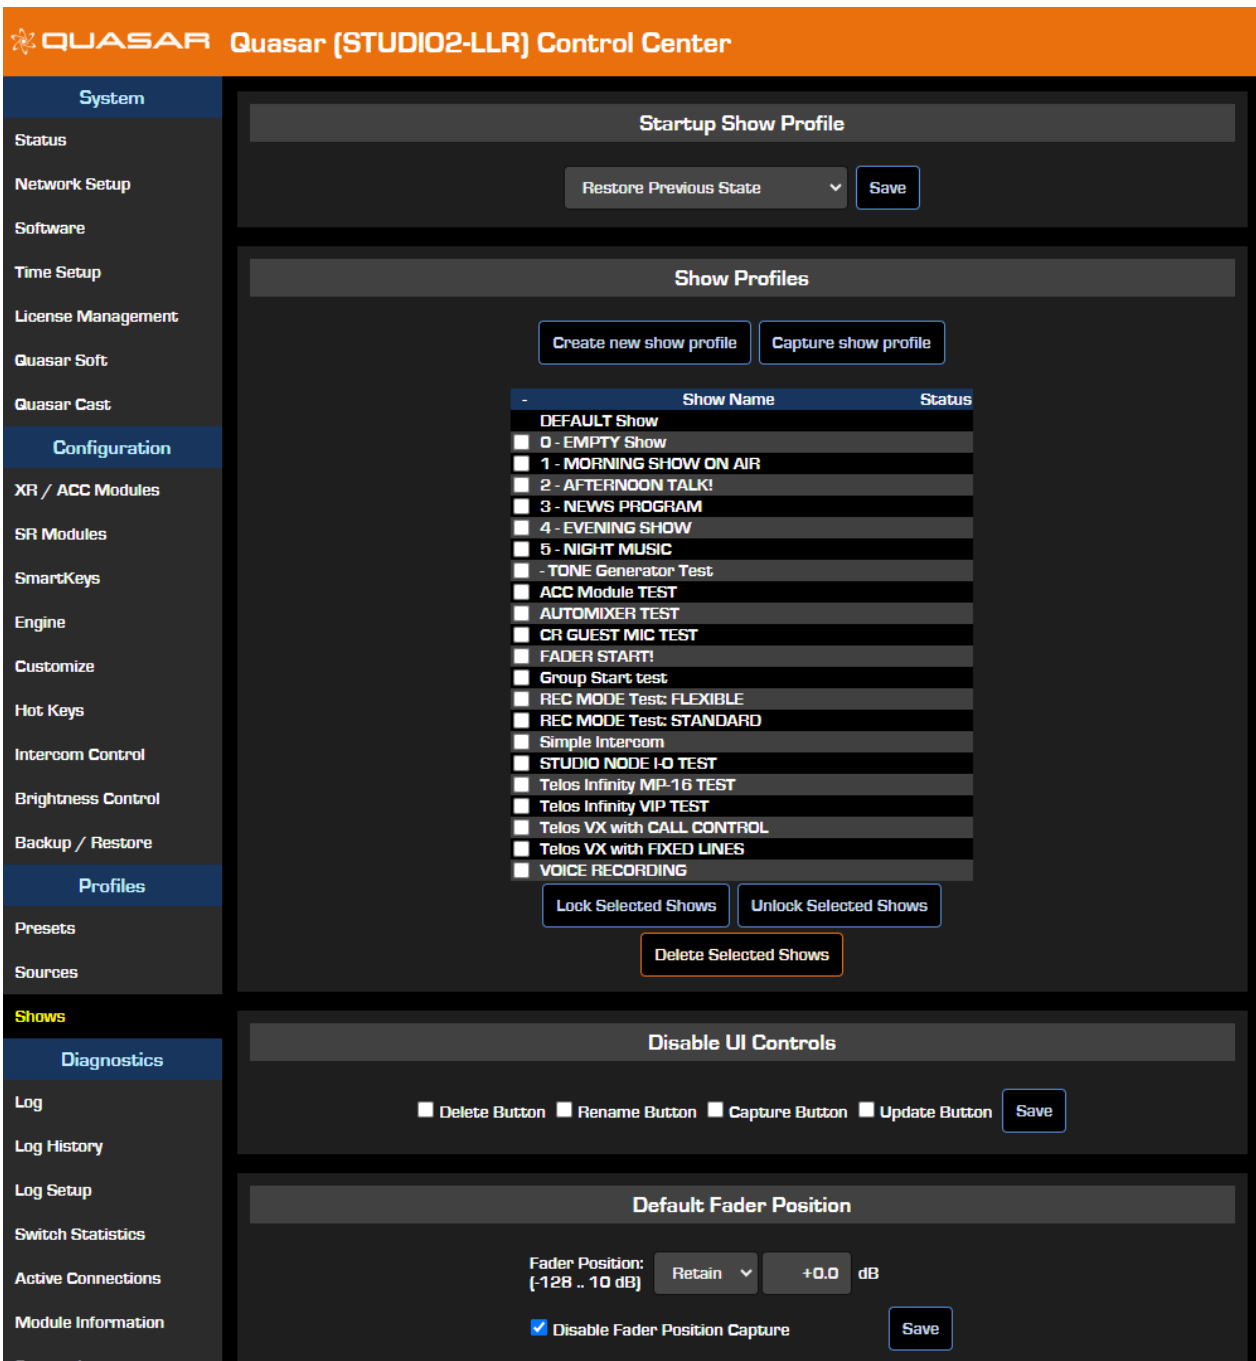 QUASAR Quasar (STUDIO2-LLR) Control Center
System
Status
Network Setup
Software
Time Setup
License Management
Quasar Soft
Quasar Cast
Configuration
XR / ACC Modules
SR Modules
SmartKeys
Engine
Customize
Hot Keys
Intercom Control
Brightness Control
Backup / Restore
Profiles
Presets
Sources
Shows
Diagnostics
Log
Log History
Log Setup
Switch Statistics
Active Connections
Module Information
Startup Show Profile
Restore Previous State Save
Show Profiles
Create new show profile Capture show profile
- Show Name Status
DEFAULT Show
0 - EMPTY Show
1 - MORNING SHOW ON AIR
2 - AFTERNOON TALK!
3 - NEWS PROGRAM
4 - EVENING SHOW
5 - NIGHT MUSIC
- TONE Generator Test
ACC Module TEST
AUTOMIXER TEST
CR GUEST MIC TEST
FADER START!
Group Start test
REC MODE Test: FLEXIBLE
REC MODE Test: STANDARD
Simple Intercom
STUDIO NODE I-O TEST
Telos Infinity MP-16 TEST
Telos Infinity VIP TEST
Telos VX with CALL CONTROL
Telos VX with FIXED LINES
VOICE RECORDING
Lock Selected Shows Unlock Selected Shows
Delete Selected Shows
Disable UI Controls
Delete Button Rename Button Capture Button Update Button Save
Default Fader Position
Fader Position:
(-128 .. 10 dB) Retain +0.0 dB
Disable Fader Position Capture Save